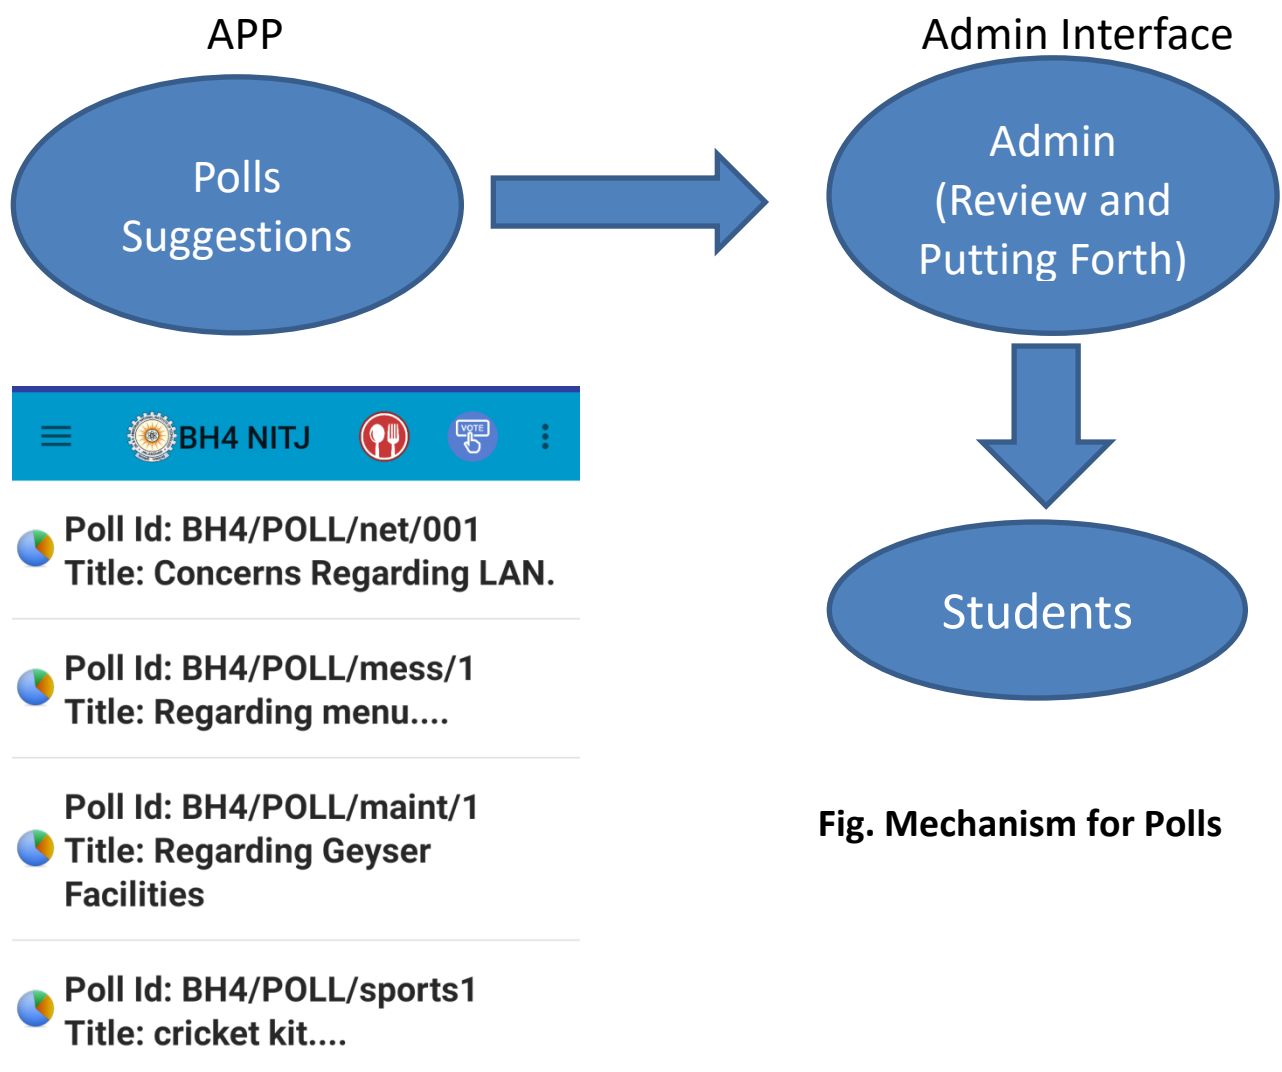 APP
Admin Interface
Polls
Suggestions
Admin
(Review and
Putting Forth)
Students
Fig. Mechanism for Polls
BH4 NITJ
VOTE
Poll Id: BH4/POLL/net/001
Title: Concerns Regarding LAN.
Poll Id: BH4/POLL/mess/1
Title: Regarding menu....
Poll Id: BH4/POLL/maint/1
Title: Regarding Geyser
Facilities
Poll Id: BH4/POLL/sports1
Title: cricket kit....